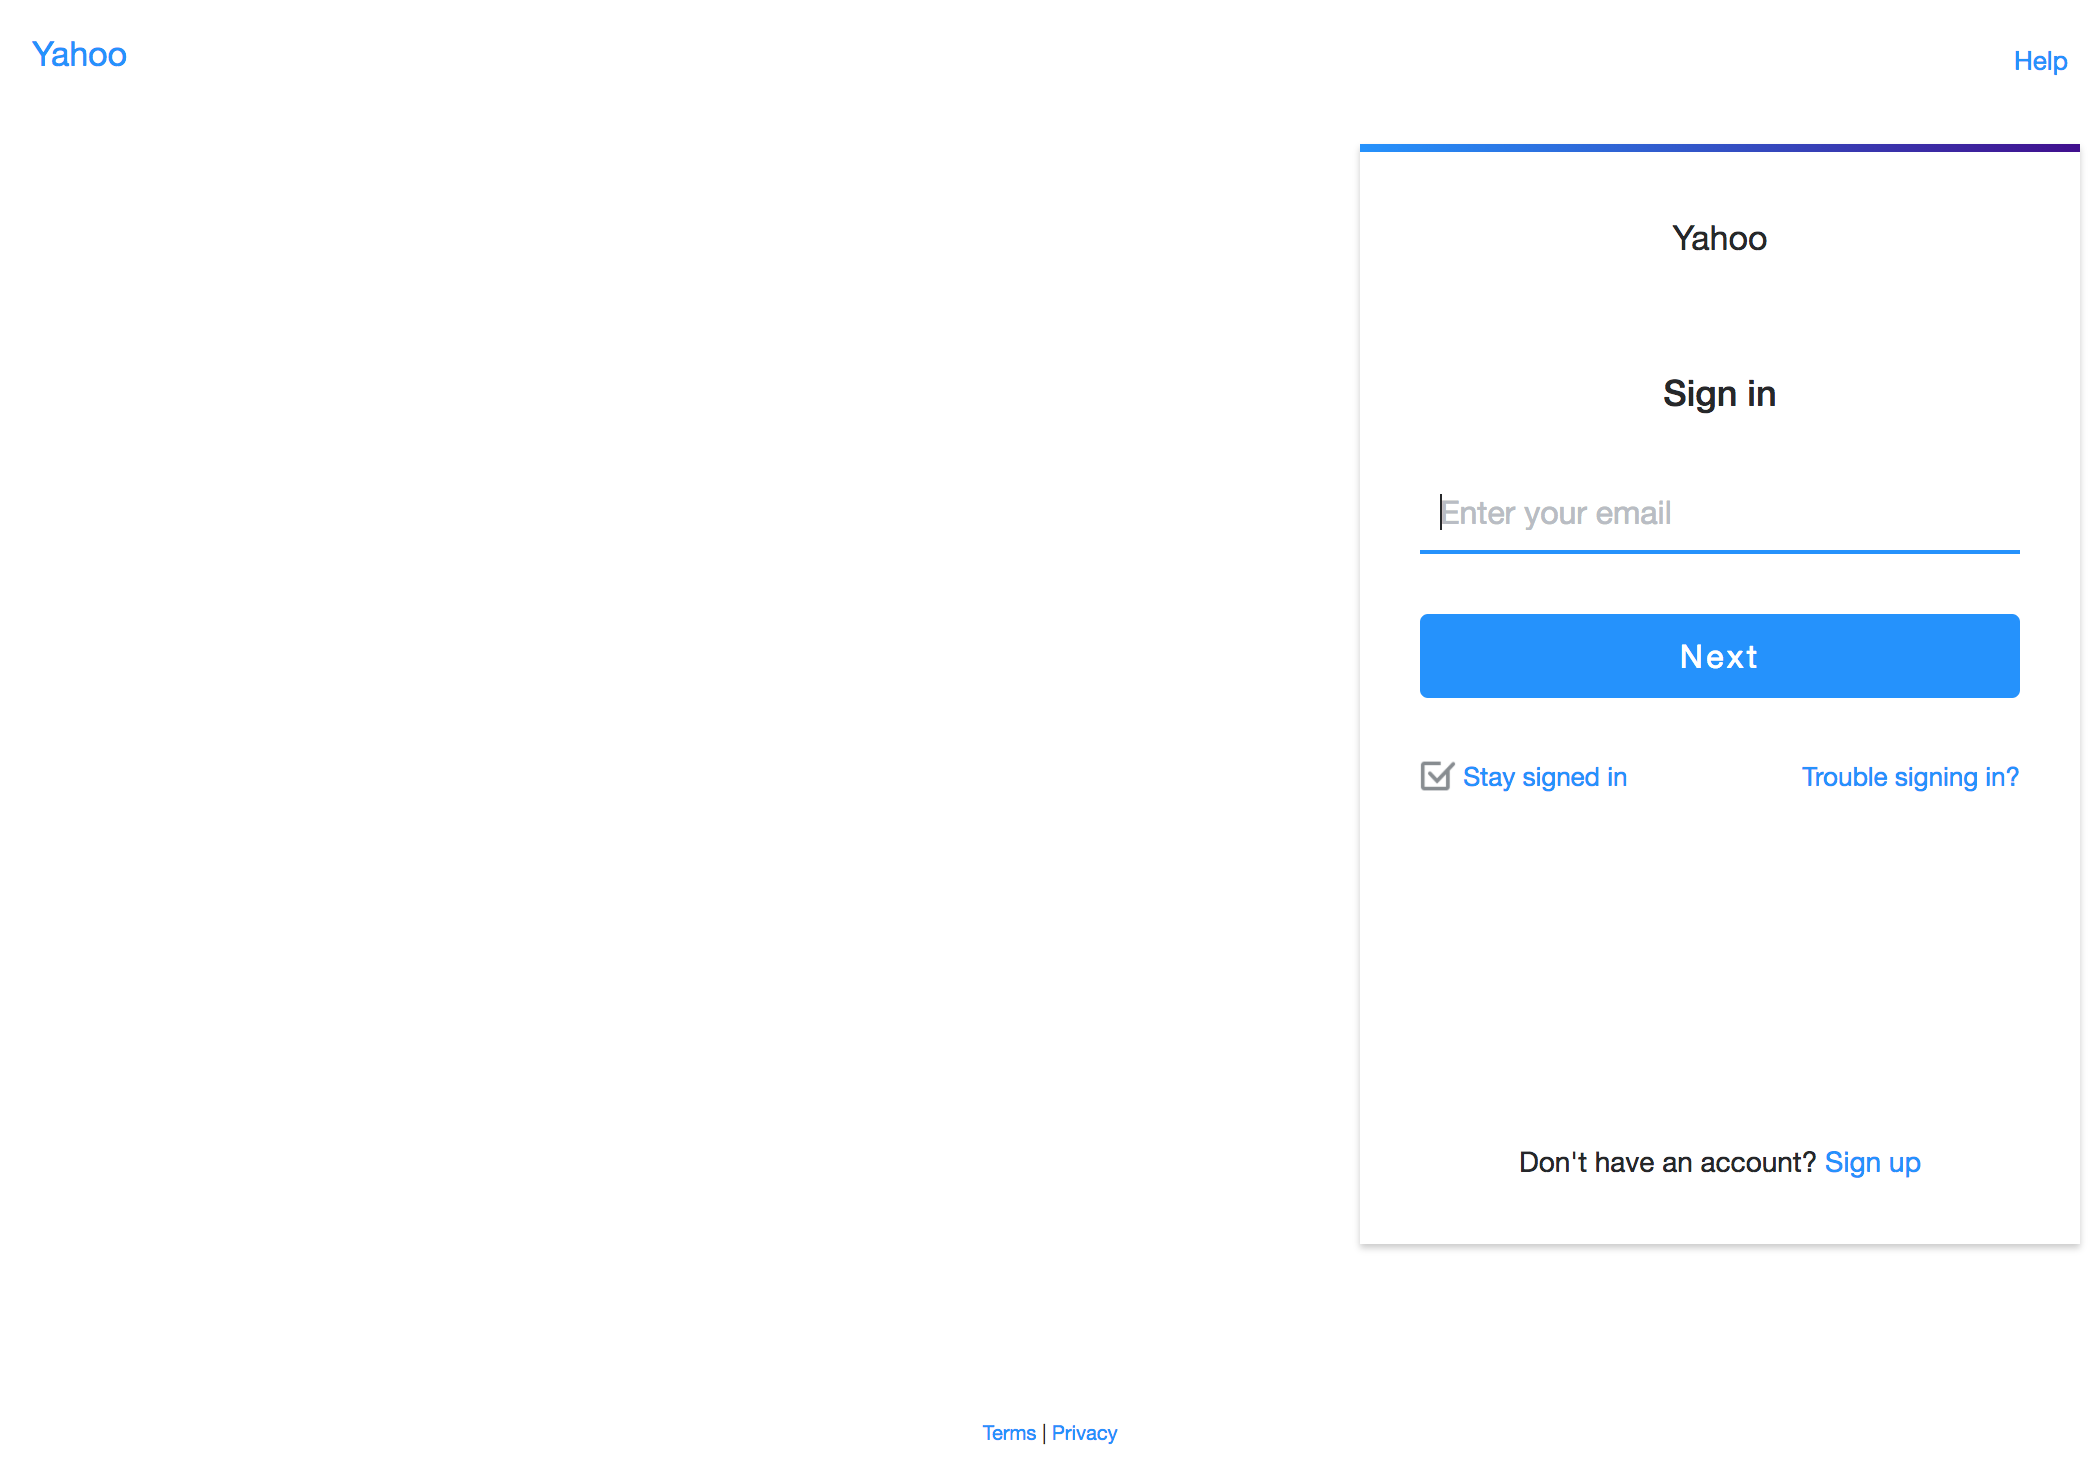 Yahoo
Help
Yahoo
Sign in
Enter your email
Next
Stay signed in
Trouble signing in?
Don't have an account? Sign up
Terms | Privacy